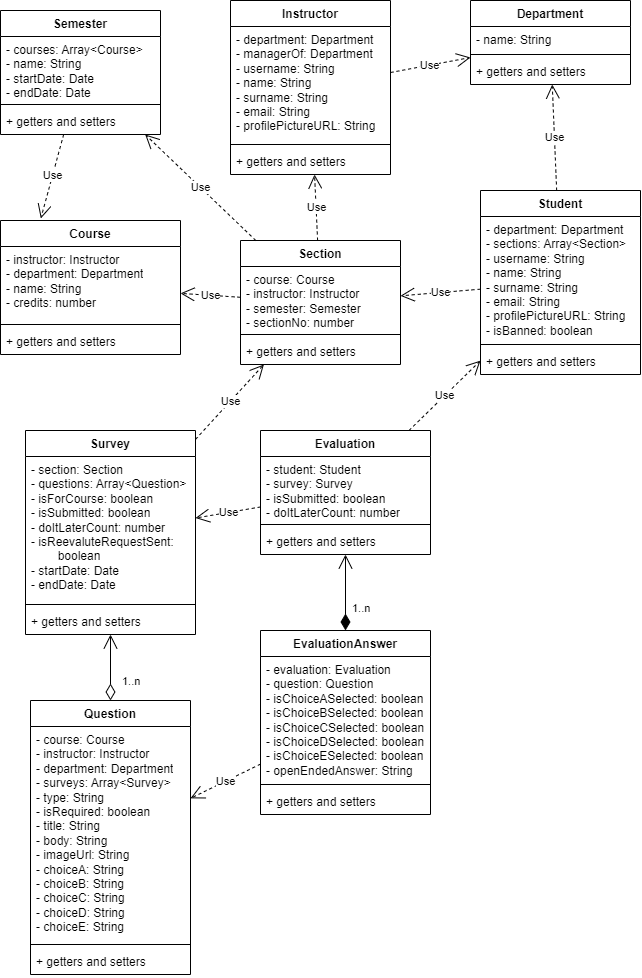 Semester
- courses: Array<Course>
- name: String
- startDate: Date
- endDate: Date
+ getters and setters
Instructor
- department: Department
- managerOf: Department
- username: String
- name: String
- surname: String
- email: String
- profilePictureURL: String
+ getters and setters
Department
- name: String
+ getters and setters
Use
Use
Use
Use
Use
Course
- instructor: Instructor
- department: Department
- name: String
- credits: number
+ getters and setters
Section
- course: Course
- instructor: Instructor
- semester: Semester
- sectionNo: number
+ getters and setters
Student
- department: Department
- sections: Array<Section>
- username: String
- name: String
- surname: String
- email: String
- profilePictureURL: String
- isBanned: boolean
+ getters and setters
Use
Use
Use
Use
Survey
- section: Section
- questions: Array<Question>
- isForCourse: boolean
- isSubmitted: boolean
- doItLaterCount: number
- isReevaluteRequestSent:
boolean
- startDate: Date
- endDate: Date
+ getters and setters
Evaluation
- student: Student
- survey: Survey
- isSubmitted: boolean
- doItLaterCount: number
+ getters and setters
Use
1..n
1..n
Question
- course: Course
- instructor: Instructor
- department: Department
- surveys: Array<Survey>
- type: String
- isRequired: boolean
- title: String
- body: String
- imageUrl: String
- choiceA: String
- choiceB: String
- choiceC: String
- choiceD: String
- choiceE: String
+ getters and setters
EvaluationAnswer
- evaluation: Evaluation
- question: Question
- isChoiceASelected: boolean
- isChoiceBSelected: boolean
- isChoiceCSelected: boolean
- isChoiceDSelected: boolean
- isChoiceESelected: boolean
- openEndedAnswer: String
+ getters and setters
Use